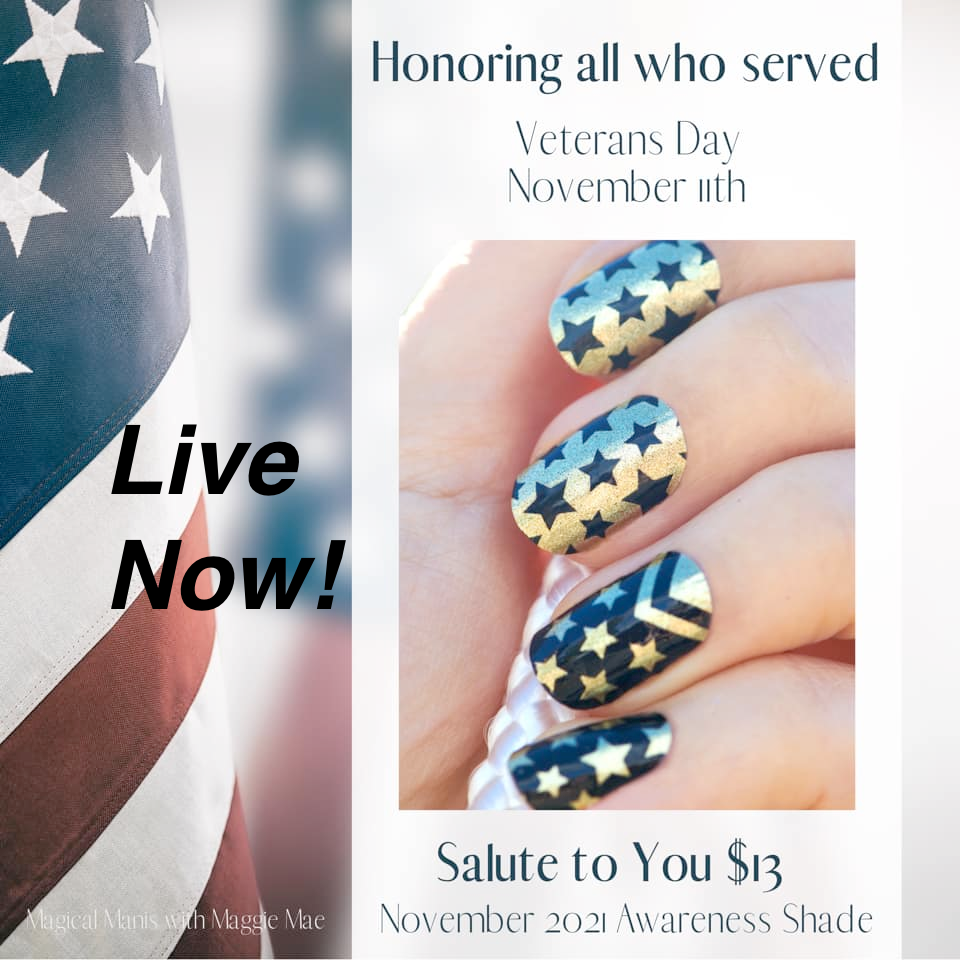 Honoring all who served
Veterans Day
November 11th
Live
Now!
Salute to You $13
November 2021 Awareness Shade
Magical Manis with Maggie Mae